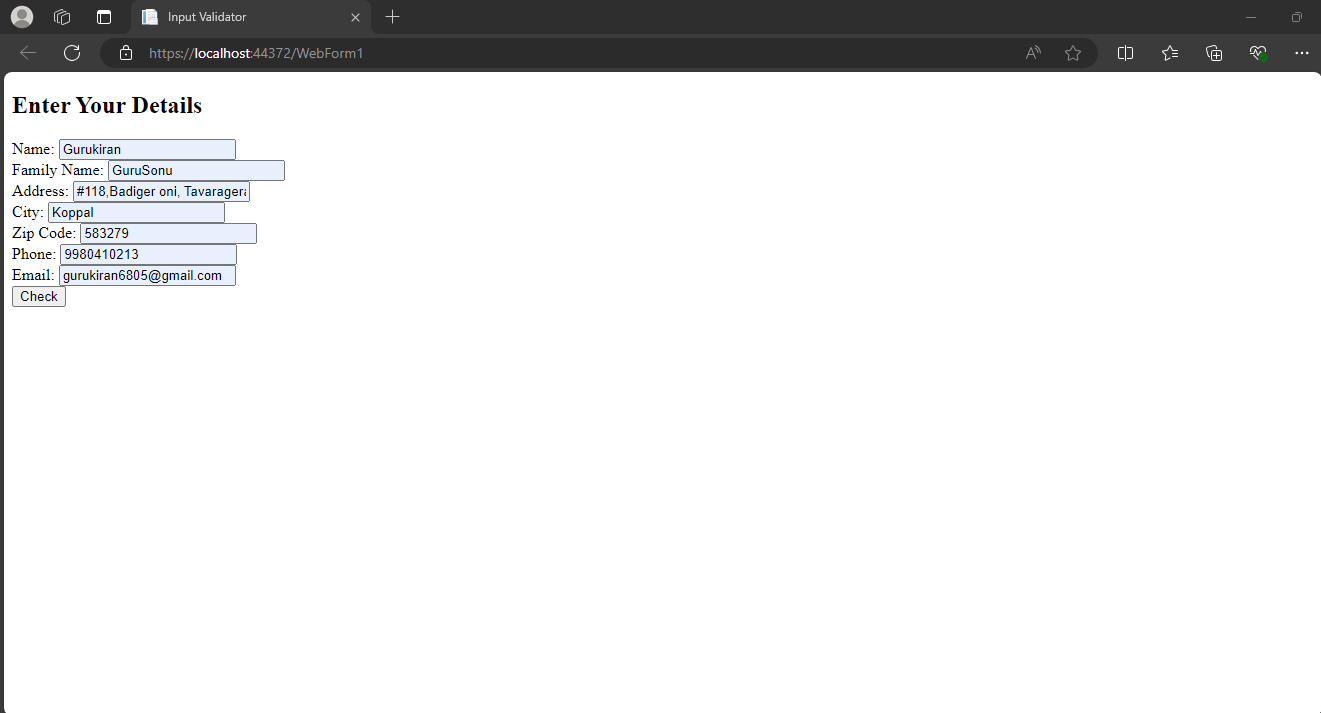 Input Validator
https://localhost:44372/WebForm1
Enter Your Details
Name: Gurukiran
Family Name: GuruSonu
Address: #118,Badiger oni, Tavaragera
City: Koppal
Zip Code: 583279
Phone: 9980410213
Email: gurukiran6805@gmail.com
Check